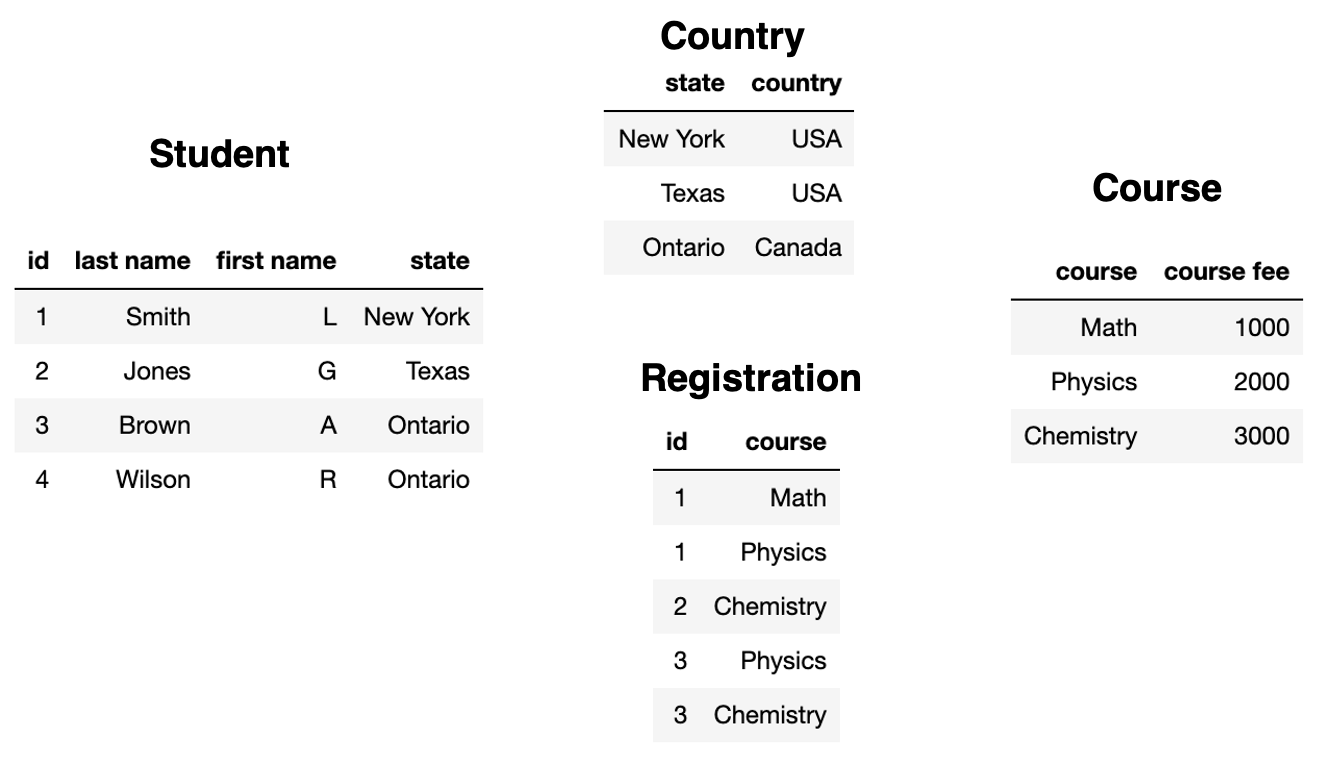 Student
id last name first name state
1 Smith L New York
2 Jones G Texas
3 Brown A Ontario
4 Wilson R Ontario
Country
state country
New York USA
Texas USA
Ontario Canada
Registration
id course
1 Math
1 Physics
2 Chemistry
3 Physics
3 Chemistry
Course
course course fee
Math 1000
Physics 2000
Chemistry 3000